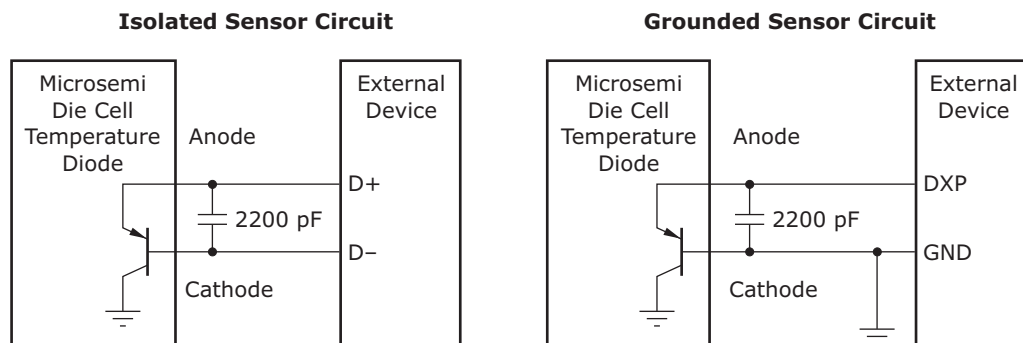 Isolated Sensor Circuit
Microsemi
Die Cell
Temperature
Diode
Anode
External
Device
D+
2200 pF
D−
Cathode
Grounded Sensor Circuit
Microsemi
Die Cell
Temperature
Diode
Anode
External
Device
DXP
2200 pF
GND
Cathode